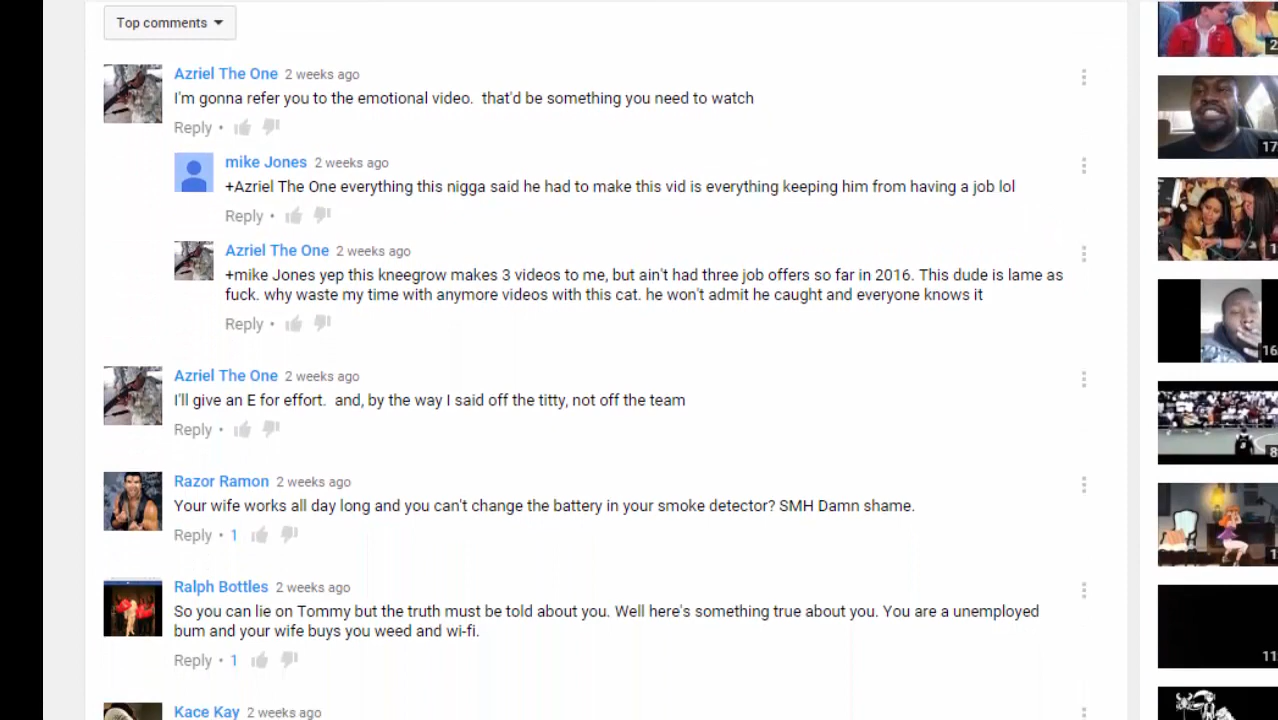 Top comments
Azriel The One 2 weeks ago
I'm gonna refer you to the emotional video.  that'd be something you need to watch
Reply •
mike Jones 2 weeks ago
+Azriel The One everything this nigga said he had to make this vid is everything keeping him from having a job lol
Reply •
Azriel The One 2 weeks ago
+mike Jones yep this kneegrow makes 3 videos to me, but ain't had three job offers so far in 2016. This dude is lame as
fuck. why waste my time with anymore videos with this cat. he won't admit he caught and everyone knows it
Reply •
Azriel The One 2 weeks ago
I'll give an E for effort.  and, by the way I said off the titty, not off the team
Reply •
Razor Ramon 2 weeks ago
Your wife works all day long and you can't change the battery in your smoke detector? SMH Damn shame.
Reply • 1
Ralph Bottles 2 weeks ago
So you can lie on Tommy but the truth must be told about you. Well here's something true about you. You are a unemployed
bum and your wife buys you weed and wi-fi.
Reply • 1
Kace Kay 2 weeks ago
2
17
1
16
8
1
11